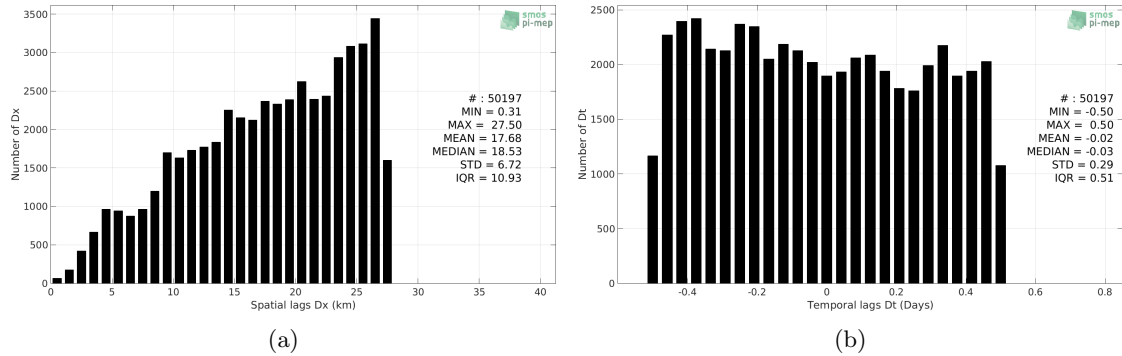 smos
pi-mep
3500
3000
2500
2000
1500
1000
500
0
Number of Dx
# : 50197
MIN = 0.31
MAX = 27.50
MEAN = 17.68
MEDIAN = 18.53
STD = 6.72
IQR = 10.93
0 5 10 15 20 25 30 35 40
Spatial lags Dx (km)
(a)
smos
pi-mep
2500
2000
1500
1000
500
0
Number of Dt
# : 50197
MIN = -0.50
MAX = 0.50
MEAN = -0.02
MEDIAN = -0.03
STD = 0.29
IQR = 0.51
-0.4 -0.2 0 0.2 0.4 0.6 0.8
Temporal lags Dt (Days)
(b)